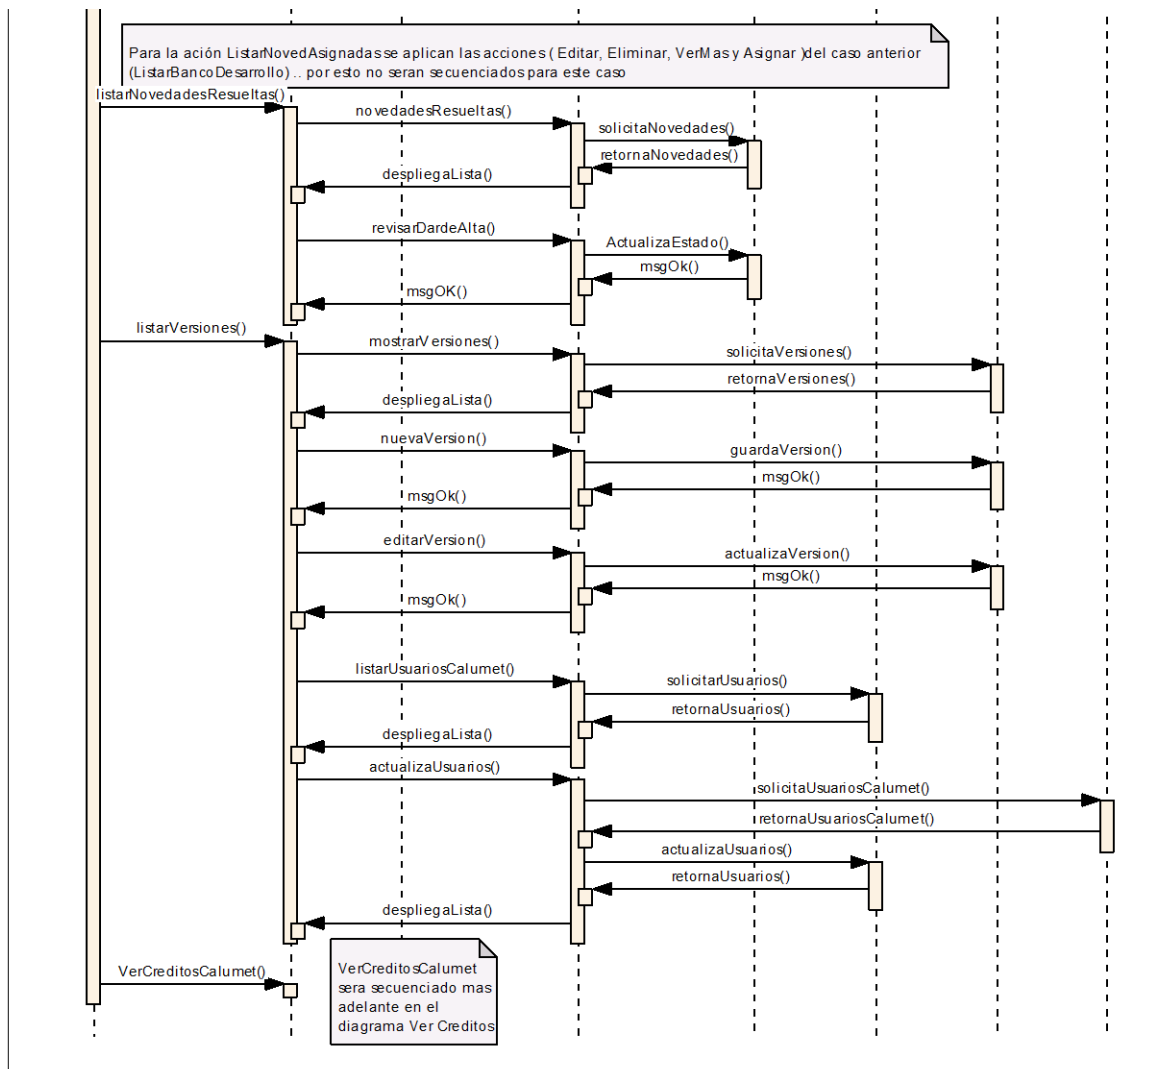 Para la ación ListarNovedAsignadas se aplican las acciones ( Editar, Eliminar, VerMas y Asignar )del caso anterior
(ListarBancoDesarrollo) .. por esto no seran secuenciados para este caso
listarNovedadesResueltas()
novedadesResueltas()
solicitaNovedades()
retornaNovedades()
despliegaLista()
revisarDardeAlta()
ActualizaEstado()
msgOk()
msgOK()
listarVersiones()
mostrarVersiones()
solicitaVersiones()
retornaVersiones()
despliegaLista()
nuevaVersion()
guardaVersion()
msgOk()
msgOk()
editarVersion()
actualizaVersion()
msgOk()
msgOk()
listarUsuariosCalumet()
solicitarUsuarios()
retornaUsuarios()
despliegaLista()
actualizaUsuarios()
solicitaUsuariosCalumet()
retornaUsuariosCalumet()
actualizaUsuarios()
retornaUsuarios()
despliegaLista()
VerCreditosCalumet()
VerCreditosCalumet
sera secuenciado mas
adelante en el
diagrama Ver Creditos